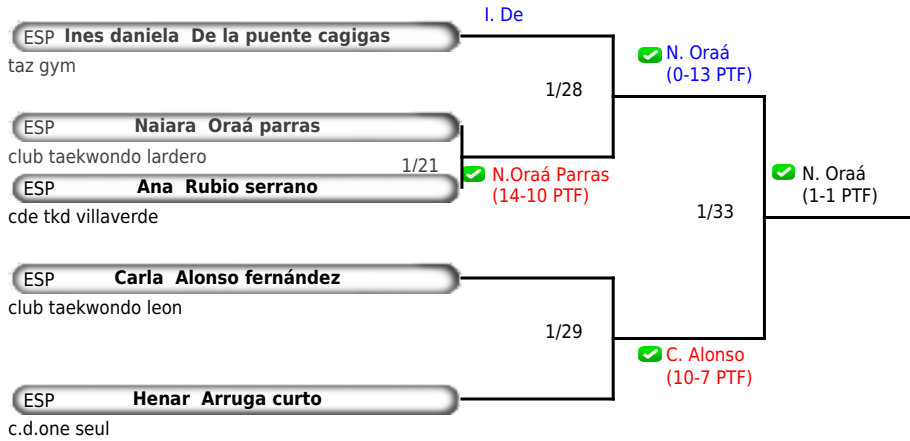 I. De
ESP Ines daniela De la puente cagigas
taz gym
N. Oraá
(0-13 PTF)
1/28
ESP Naiara Oraá parras
club taekwondo lardero
1/21
N.Oraá Parras
(14-10 PTF)
ESP Ana Rubio serrano
cde tkd villaverde
N. Oraá
(1-1 PTF)
1/33
ESP Carla Alonso fernández
club taekwondo leon
1/29
C. Alonso
(10-7 PTF)
ESP Henar Arruga curto
c.d.one seul